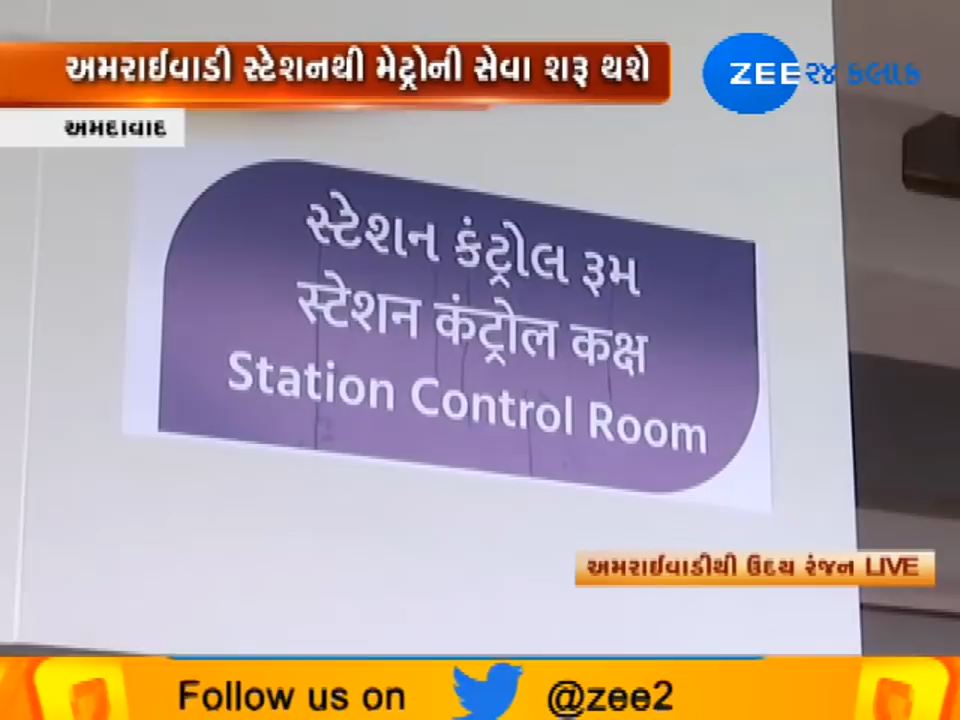 અમરાઈવાડી સ્ટેશનથી મેટ્રોની સેવા શરૂ થશે
ZEE ૨૪ કલાક
અમદાવાદ
સ્ટેશન કંટ્રોલ રૂમ
स्टेशन कंट्रोल कक्ष
Station Control Room
અમરાઈવાડીથી ઉદય રંજન LIVE
Follow us on @zee2